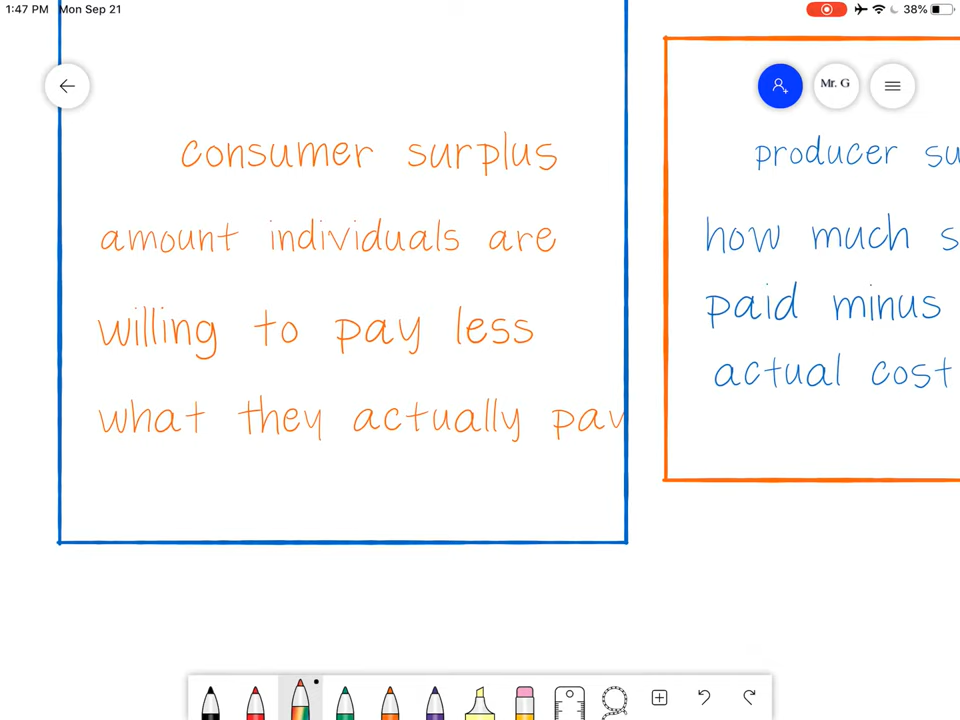 1:47 PM Mon Sep 21
38%
Mr. G
consumer surplus
amount individuals are
willing to pay less
what they actually pay
producer su
how much s
paid minus
actual cost